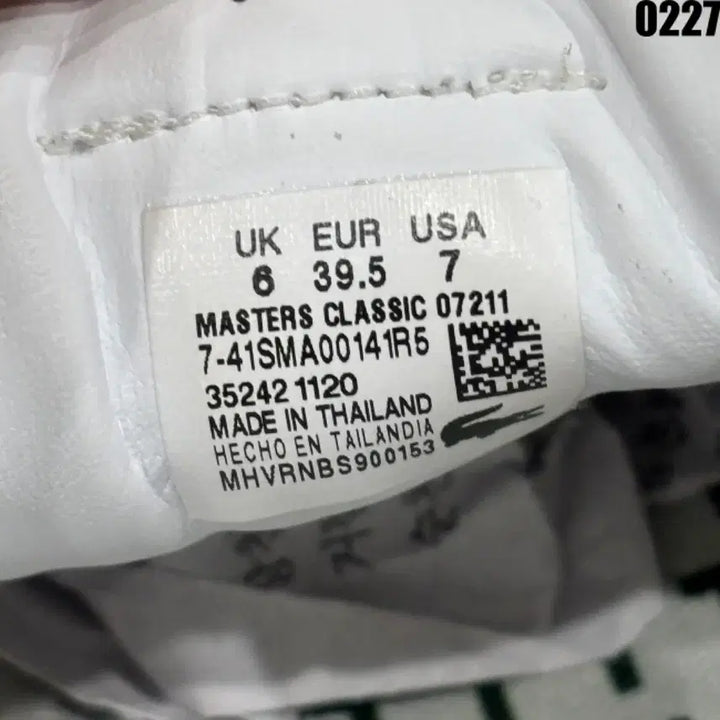 0227
UK EUR USA
6 39.5 7
MASTERS CLASSIC 07211
7-41SMA00141R5
35242 1120
MADE IN THAILAND
HECHO EN TAILANDIA
MHVRNBS900153